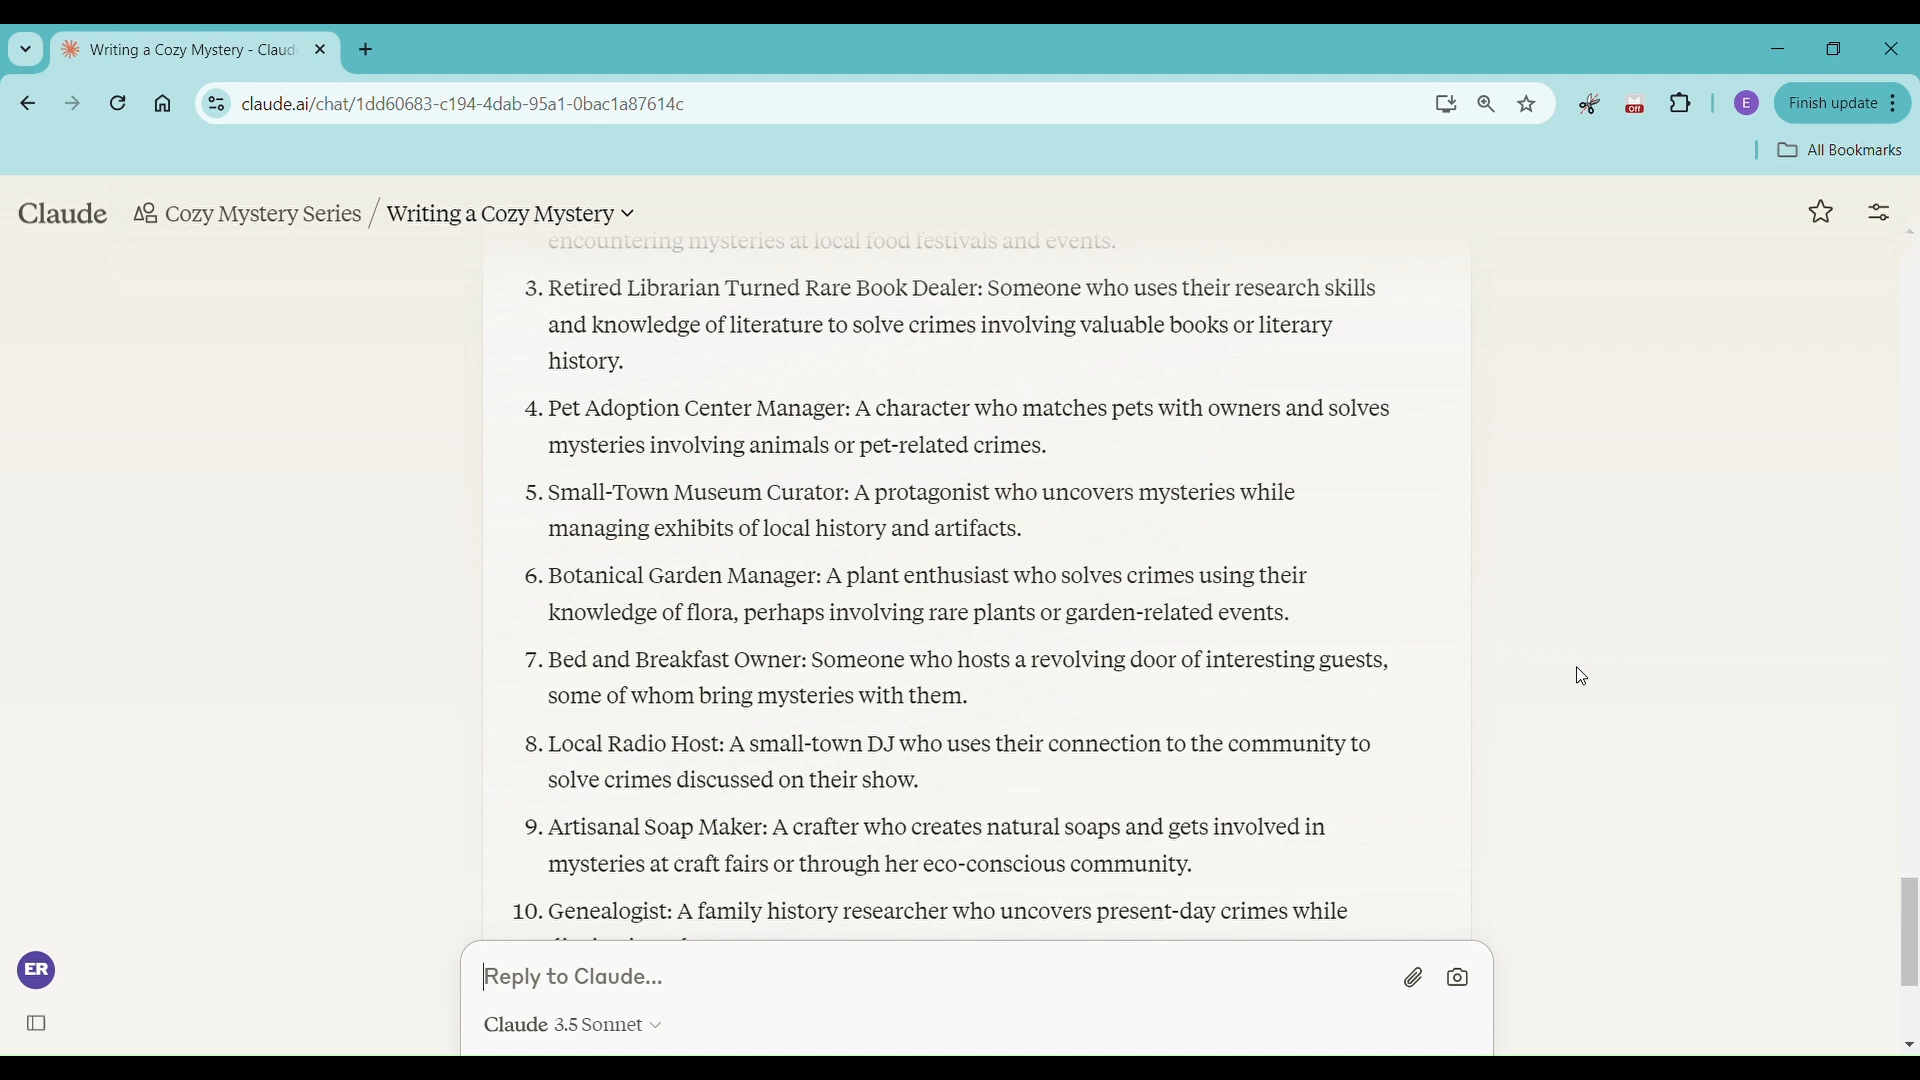 Writing a Cozy Mystery - Claud
claude.ai/chat/1dd60683-c194-4dab-95a1-0bac1a87614c
Off
E
Finish update
All Bookmarks
Claude
Cozy Mystery Series / Writing a Cozy Mystery
encountering mysteries at local food festivals and events.
3. Retired Librarian Turned Rare Book Dealer: Someone who uses their research skills
and knowledge of literature to solve crimes involving valuable books or literary
history.
4. Pet Adoption Center Manager: A character who matches pets with owners and solves
mysteries involving animals or pet-related crimes.
5. Small-Town Museum Curator: A protagonist who uncovers mysteries while
managing exhibits of local history and artifacts.
6. Botanical Garden Manager: A plant enthusiast who solves crimes using their
knowledge of flora, perhaps involving rare plants or garden-related events.
7. Bed and Breakfast Owner: Someone who hosts a revolving door of interesting guests,
some of whom bring mysteries with them.
8. Local Radio Host: A small-town DJ who uses their connection to the community to
solve crimes discussed on their show.
9. Artisanal Soap Maker: A crafter who creates natural soaps and gets involved in
mysteries at craft fairs or through her eco-conscious community.
10. Genealogist: A family history researcher who uncovers present-day crimes while
Reply to Claude...
Claude 3.5 Sonnet
ER